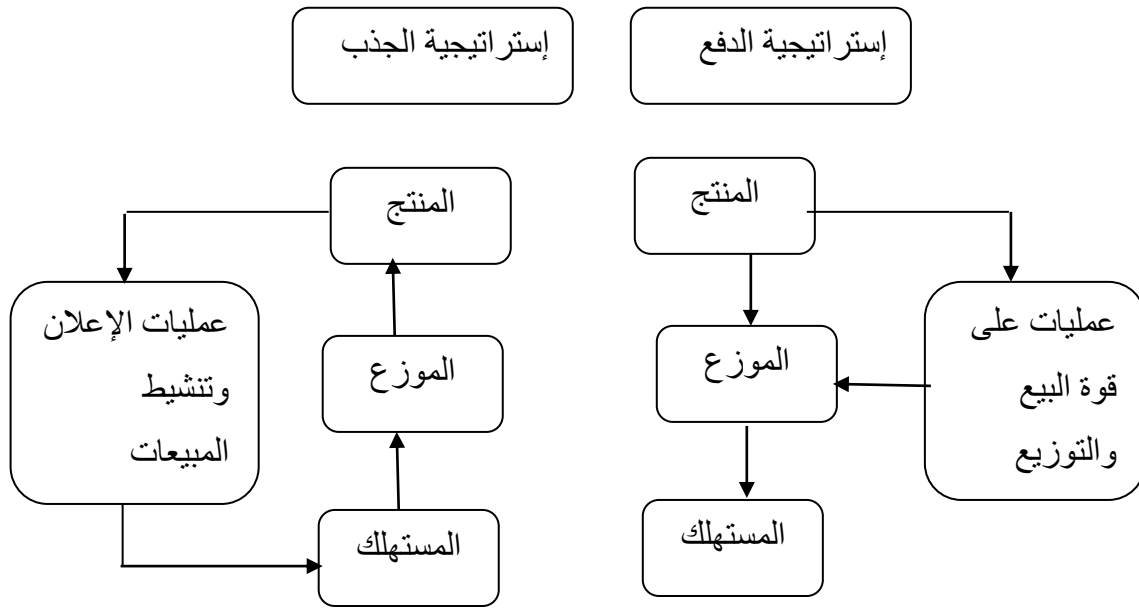 إستراتيجية الدفع
إستراتيجية الجذب
المنتج
الموزع
المستهلك
عمليات على
قوة البيع
والتوزيع
المنتج
الموزع
المستهلك
عمليات الإعلان
وتنشيط
المبيعات